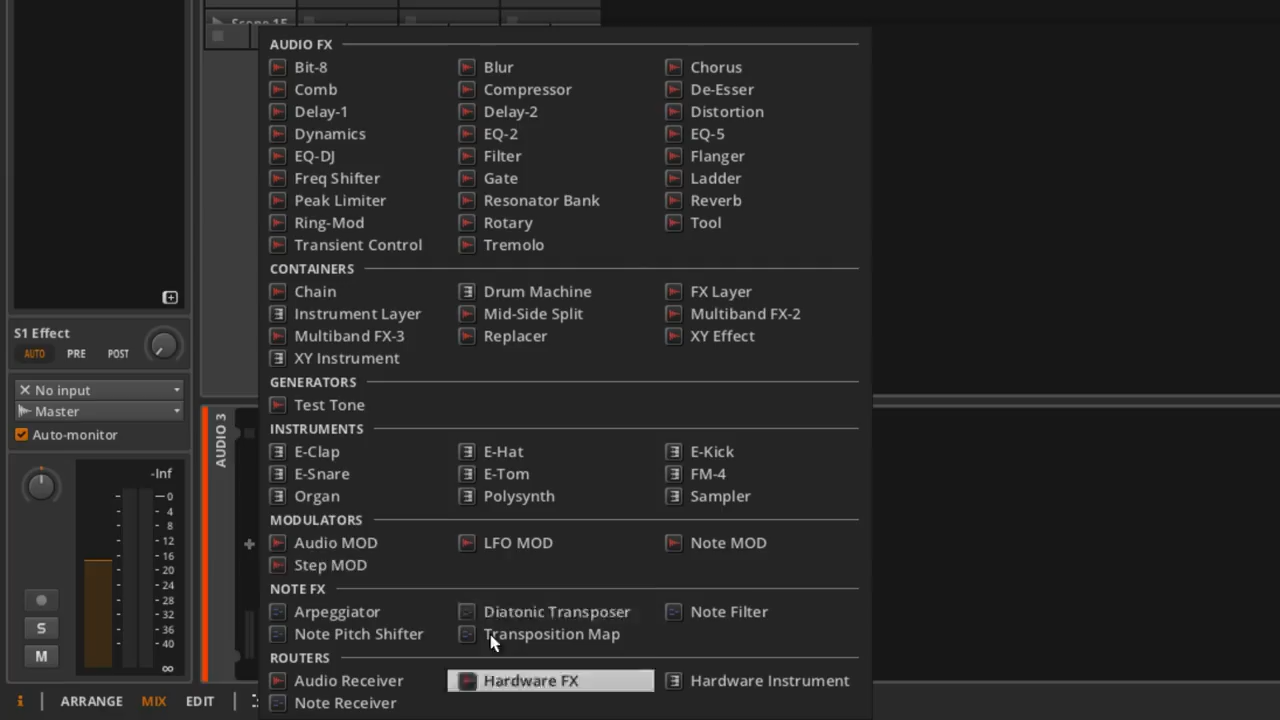 Scene 15
AUDIO FX
Bit-8 Blur Chorus
Comb Compressor De-Esser
Delay-1 Delay-2 Distortion
Dynamics EQ-2 EQ-5
EQ-DJ Filter Flanger
Freq Shifter Gate Ladder
Peak Limiter Resonator Bank Reverb
Ring-Mod Rotary Tool
Transient Control Tremolo
CONTAINERS
Chain Drum Machine FX Layer
Instrument Layer Mid-Side Split Multiband FX-2
Multiband FX-3 Replacer XY Effect
XY Instrument
GENERATORS
Test Tone
INSTRUMENTS
E-Clap E-Hat E-Kick
E-Snare E-Tom FM-4
Organ Polysynth Sampler
MODULATORS
Audio MOD LFO MOD Note MOD
Step MOD
NOTE FX
Arpeggiator Diatonic Transposer Note Filter
Note Pitch Shifter Transposition Map
ROUTERS
Audio Receiver Hardware FX Hardware Instrument
Note Receiver
S1 Effect
AUTO PRE POST
No input
Master
Auto-monitor
-Inf
0
4
8
12
16
20
24
28
32
36
40
∞
S
M
AUDIO 3
i ARRANGE MIX EDIT